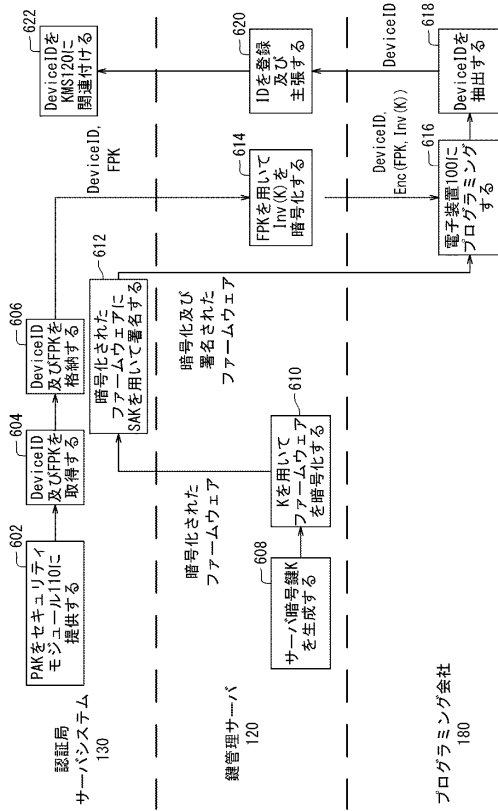 認証局
サーバシステム
130
602
PAKをセキュリティ
モジュール110に
提供する
604
DeviceID
及びFPKを
取得する
606
DeviceID
及びFPKを
格納する
612
暗号化された
ファームウェアに
SAKを用いて署名する
DeviceID,
FPK
622
DeviceIDを
KMS120に
関連付ける
鍵管理サーバ
120
暗号化された
ファームウェア
608
サーバ暗号鍵K
を生成する
610
Kを用いて
ファームウェア
を暗号化する
暗号化及び
署名された
ファームウェア
614
FPKを用いて
Inv(K)を
暗号化する
620
IDを登録
及び
主張する
プログラミング会社
180
DeviceID,
Enc(FPK, Inv(K))
616
電子装置100に
プログラミング
する
618
DeviceIDを
抽出する
DeviceID